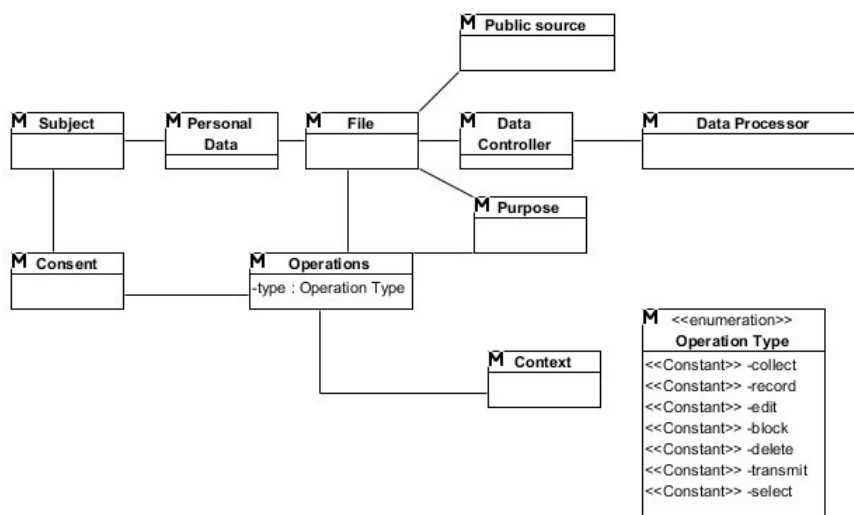 M Public source
M Subject
M Personal
Data
M File
M Data
Controller
M Data Processor
M Purpose
M Consent
M Operations
-type : Operation Type
M Context
M <<enumeration>>
Operation Type
<<Constant>> -collect
<<Constant>> -record
<<Constant>> -edit
<<Constant>> -block
<<Constant>> -delete
<<Constant>> -transmit
<<Constant>> -select